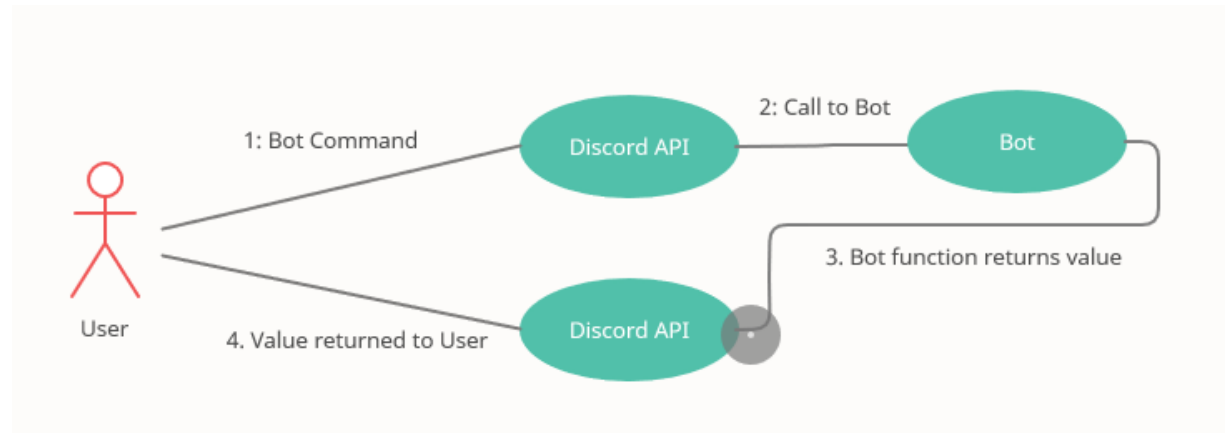 1: Bot Command
Discord API
2: Call to Bot
Bot
3. Bot function returns value
Discord API
4. Value returned to User
User